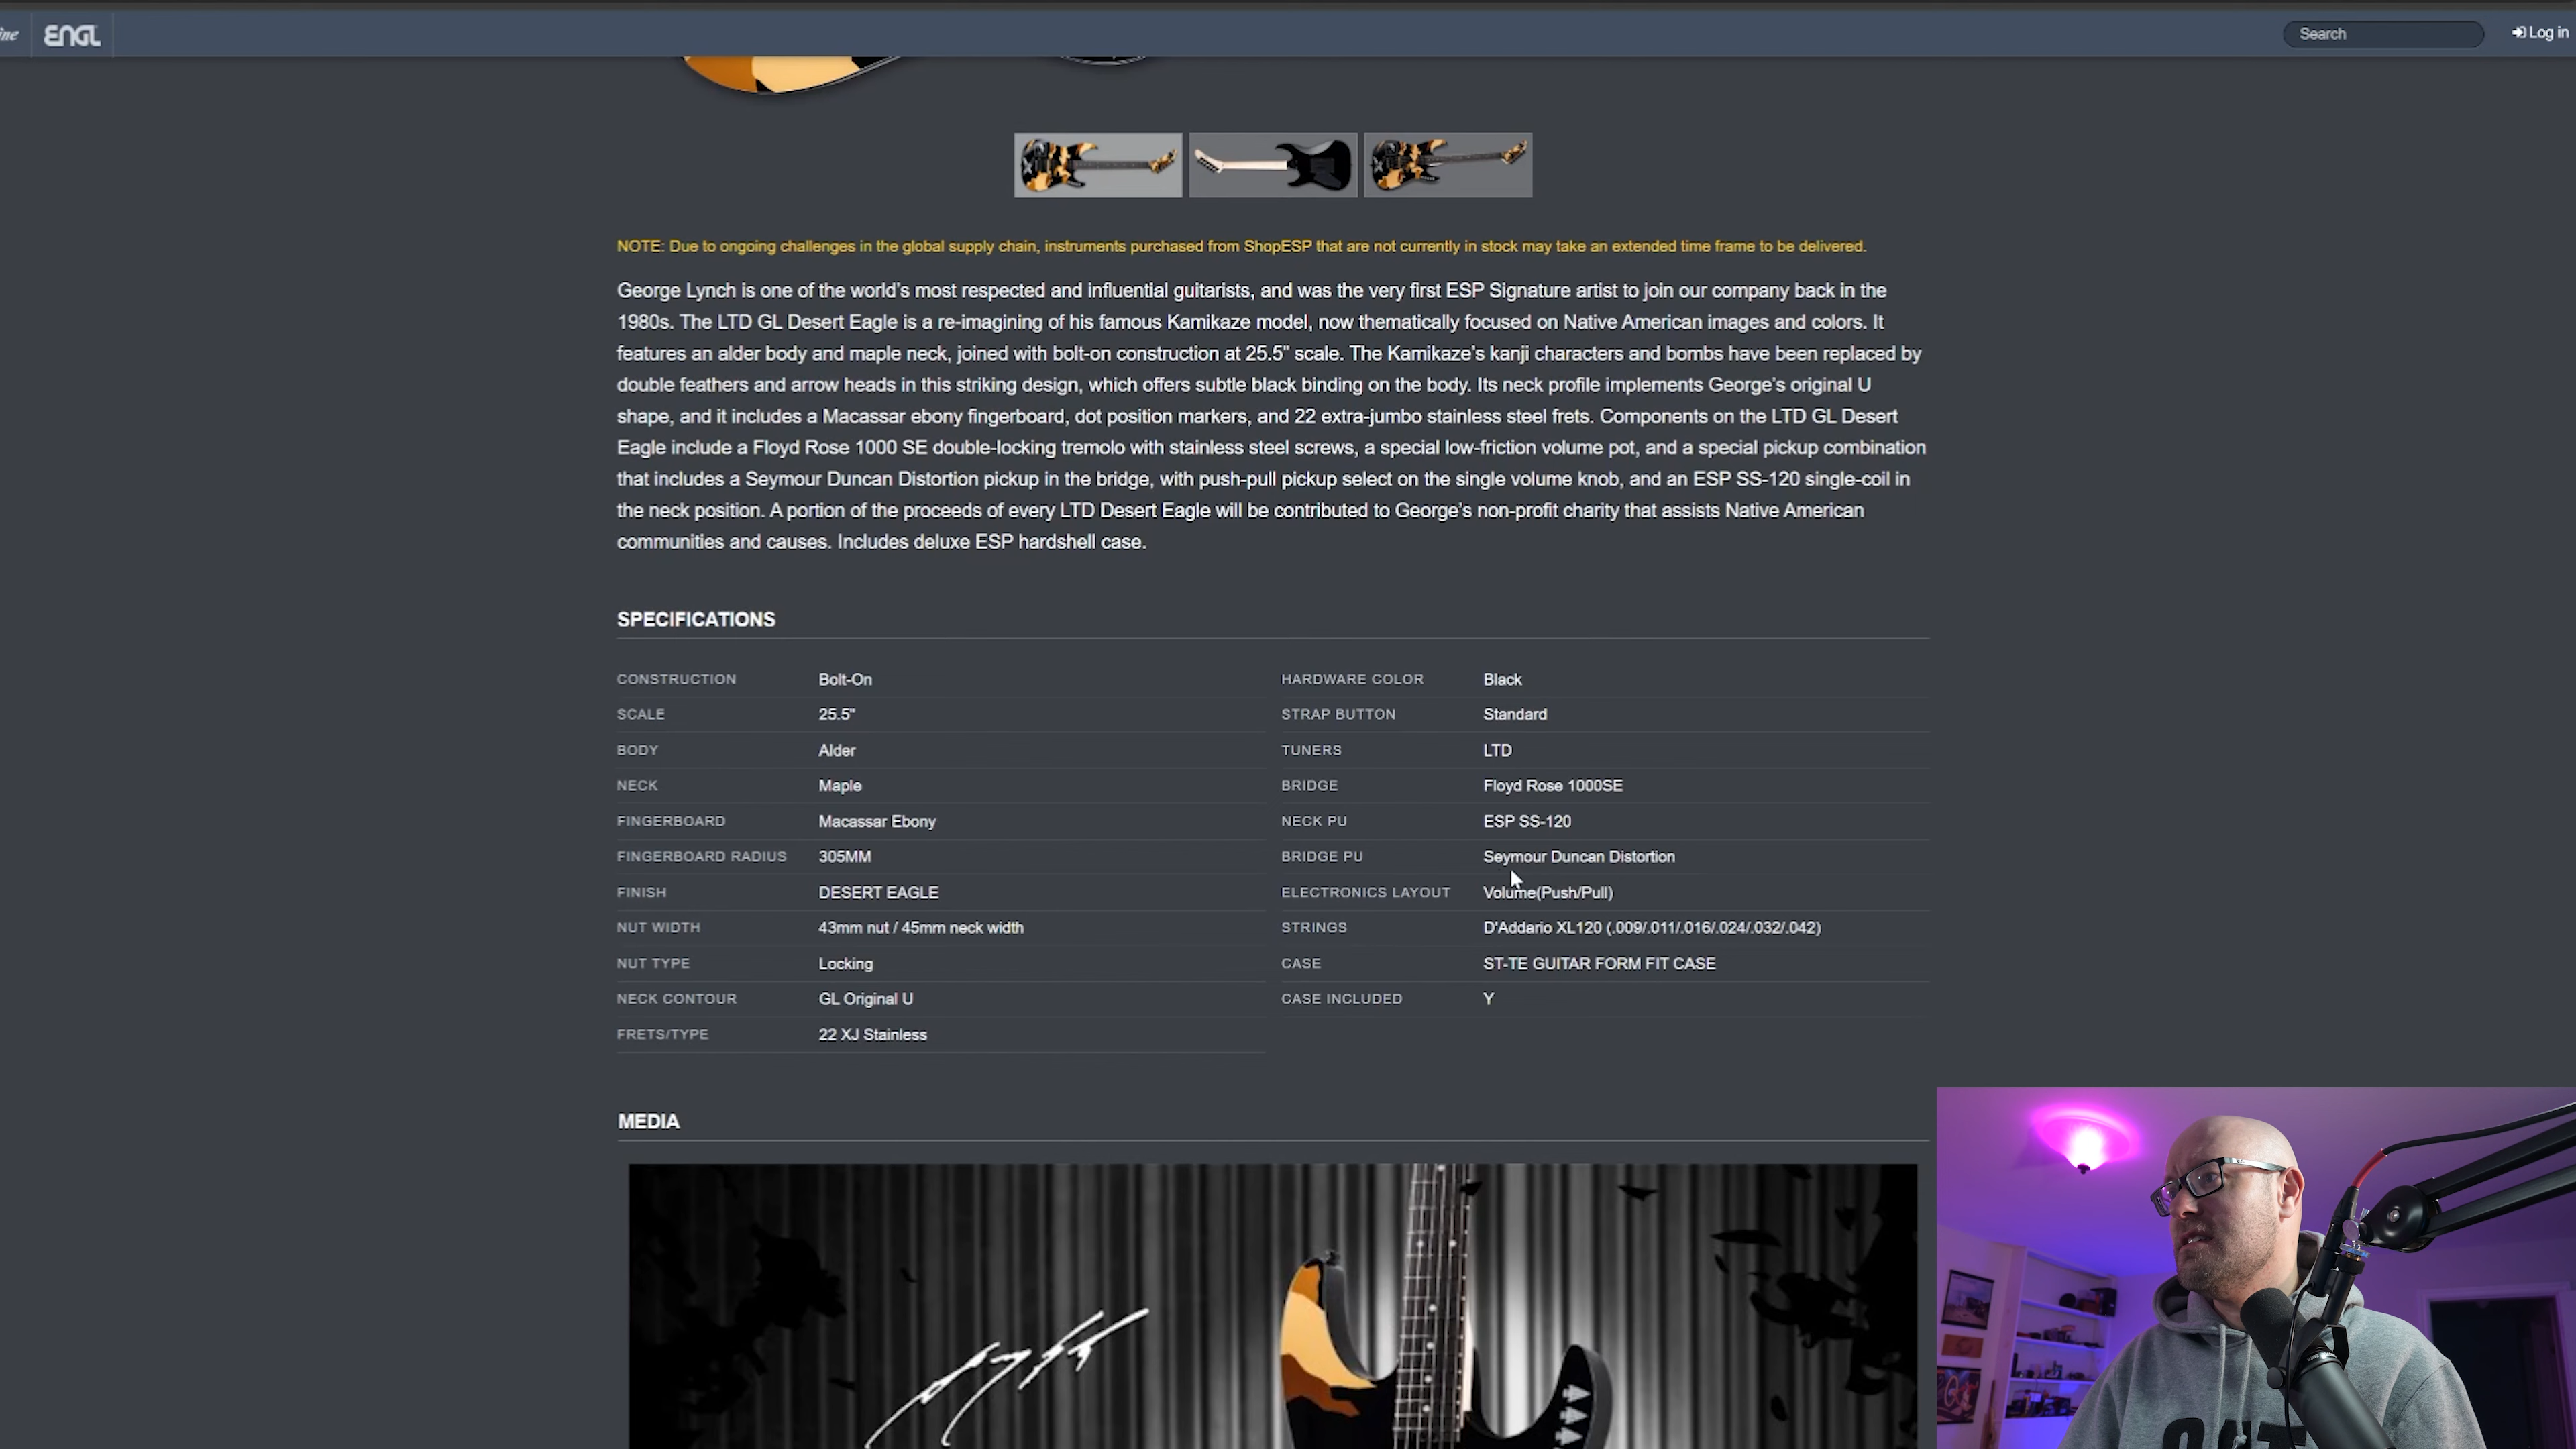 ine ENGL Search Log in
NOTE: Due to ongoing challenges in the global supply chain, instruments purchased from ShopESP that are not currently in stock may take an extended time frame to be delivered.
George Lynch is one of the world's most respected and influential guitarists, and was the very first ESP Signature artist to join our company back in the
1980s. The LTD GL Desert Eagle is a re-imagining of his famous Kamikaze model, now thematically focused on Native American images and colors. It
features an alder body and maple neck, joined with bolt-on construction at 25.5" scale. The Kamikaze's kanji characters and bombs have been replaced by
double feathers and arrow heads in this striking design, which offers subtle black binding on the body. Its neck profile implements George's original U
shape, and it includes a Macassar ebony fingerboard, dot position markers, and 22 extra-jumbo stainless steel frets. Components on the LTD GL Desert
Eagle include a Floyd Rose 1000 SE double-locking tremolo with stainless steel screws, a special low-friction volume pot, and a special pickup combination
that includes a Seymour Duncan Distortion pickup in the bridge, with push-pull pickup select on the single volume knob, and an ESP SS-120 single-coil in
the neck position. A portion of the proceeds of every LTD Desert Eagle will be contributed to George's non-profit charity that assists Native American
communities and causes. Includes deluxe ESP hardshell case.
SPECIFICATIONS
CONSTRUCTION Bolt-On
SCALE 25.5"
BODY Alder
NECK Maple
FINGERBOARD Macassar Ebony
FINGERBOARD RADIUS 305MM
FINISH DESERT EAGLE
NUT WIDTH 43mm nut / 45mm neck width
NUT TYPE Locking
NECK CONTOUR GL Original U
FRETS/TYPE 22 XJ Stainless
HARDWARE COLOR Black
STRAP BUTTON Standard
TUNERS LTD
BRIDGE Floyd Rose 1000SE
NECK PU ESP SS-120
BRIDGE PU Seymour Duncan Distortion
ELECTRONICS LAYOUT Volume(Push/Pull)
STRINGS D'Addario XL120 (.009/.011/.016/.024/.032/.042)
CASE ST-TE GUITAR FORM FIT CASE
CASE INCLUDED Y
MEDIA